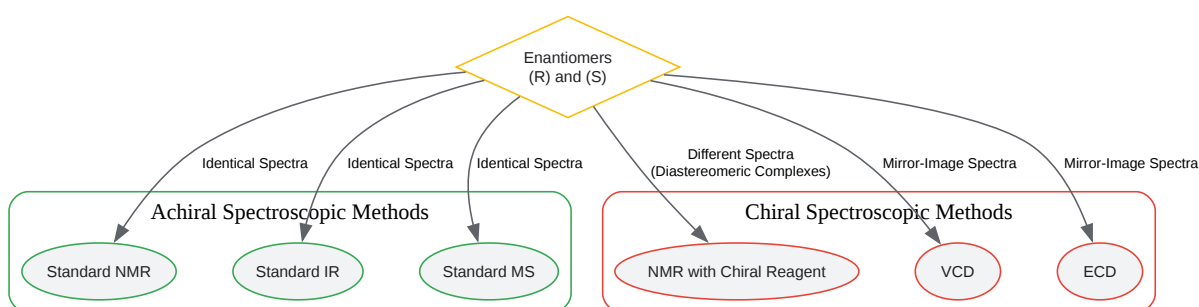 Enantiomers
(R) and (S)
Identical Spectra
Identical Spectra
Identical Spectra
Different Spectra
(Diastereomeric Complexes)
Mirror-Image Spectra
Mirror-Image Spectra
Achiral Spectroscopic Methods
Chiral Spectroscopic Methods
Standard NMR
Standard IR
Standard MS
NMR with Chiral Reagent
VCD
ECD